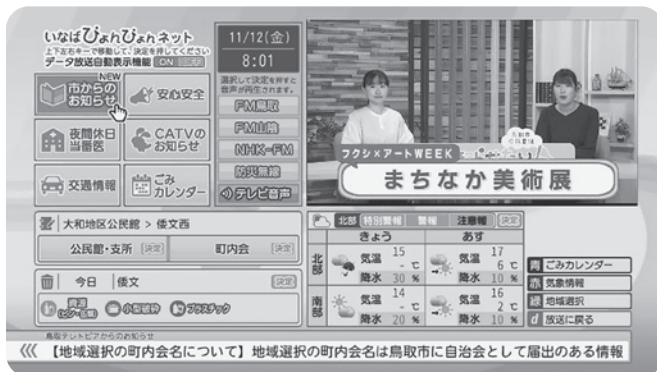 いなばぴょんぴょんネット
上下左右キーで移動して、決定を押してください
データ放送自動表示機能 ON OFF
11/12(金)
8:01
選択して決定を押すと
音声が再生されます。
NEW
市からの
お知らせ
安心安全
夜間休日
当番医
CATVの
お知らせ
交通情報
ごみ
カレンダー
FM鳥取
FM山陰
NHK-FM
防災無線
テレビ音声
フクシ×アートWEEK
まちなか美術展
大和地区公民館 > 倭文西
公民館・支所 決定
町内会 決定
今日 倭文 決定
資源
(ビン・缶類)
小型破砕
プラスチック
北部 特別警報 警報 注意報 決定
きょう あす
北部 気温 15 - ℃ 気温 17 6 ℃
降水 30 % 降水 10 %
南部 気温 14 - ℃ 気温 16 2 ℃
降水 20 % 降水 10 %
青 ごみカレンダー
赤 気象情報
緑 地域選択
d 放送に戻る
鳥取テレトピアからのお知らせ
【地域選択の町内会名について】地域選択の町内会名は鳥取市に自治会として届出のある情報